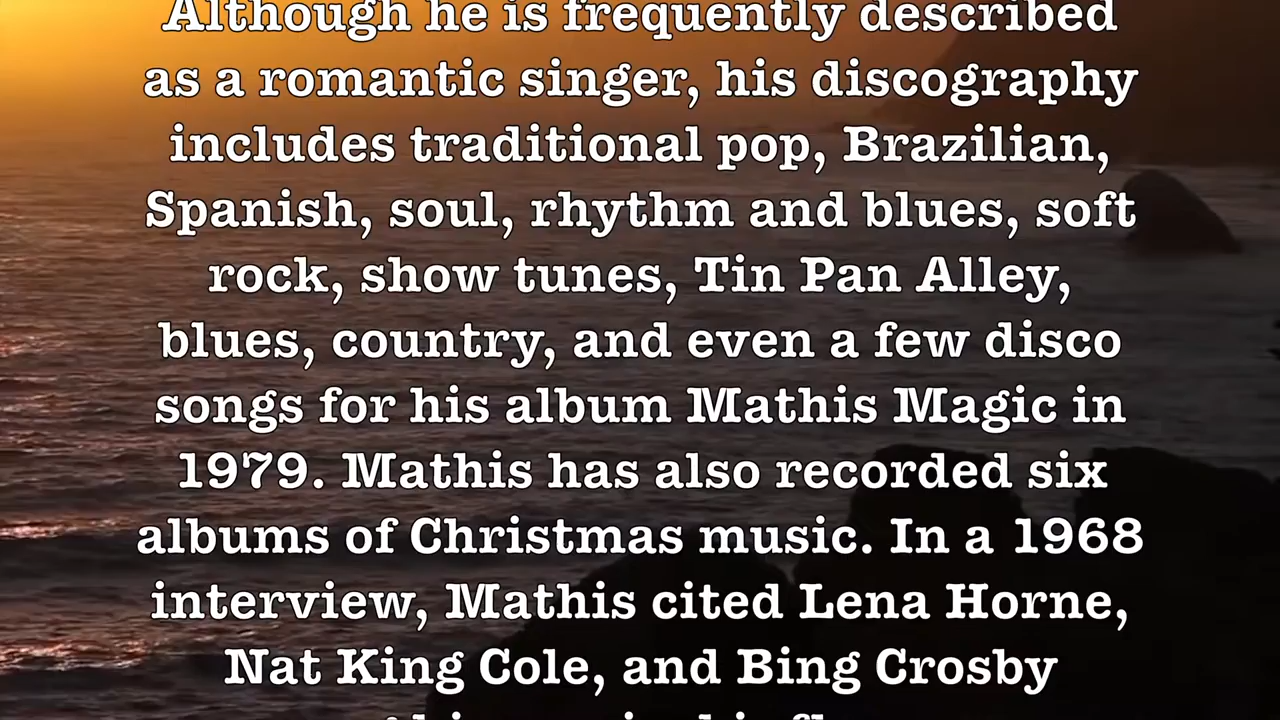 Although he is frequently described
as a romantic singer, his discography
includes traditional pop, Brazilian,
Spanish, soul, rhythm and blues, soft
rock, show tunes, Tin Pan Alley,
blues, country, and even a few disco
songs for his album Mathis Magic in
1979. Mathis has also recorded six
albums of Christmas music. In a 1968
interview, Mathis cited Lena Horne,
Nat King Cole, and Bing Crosby